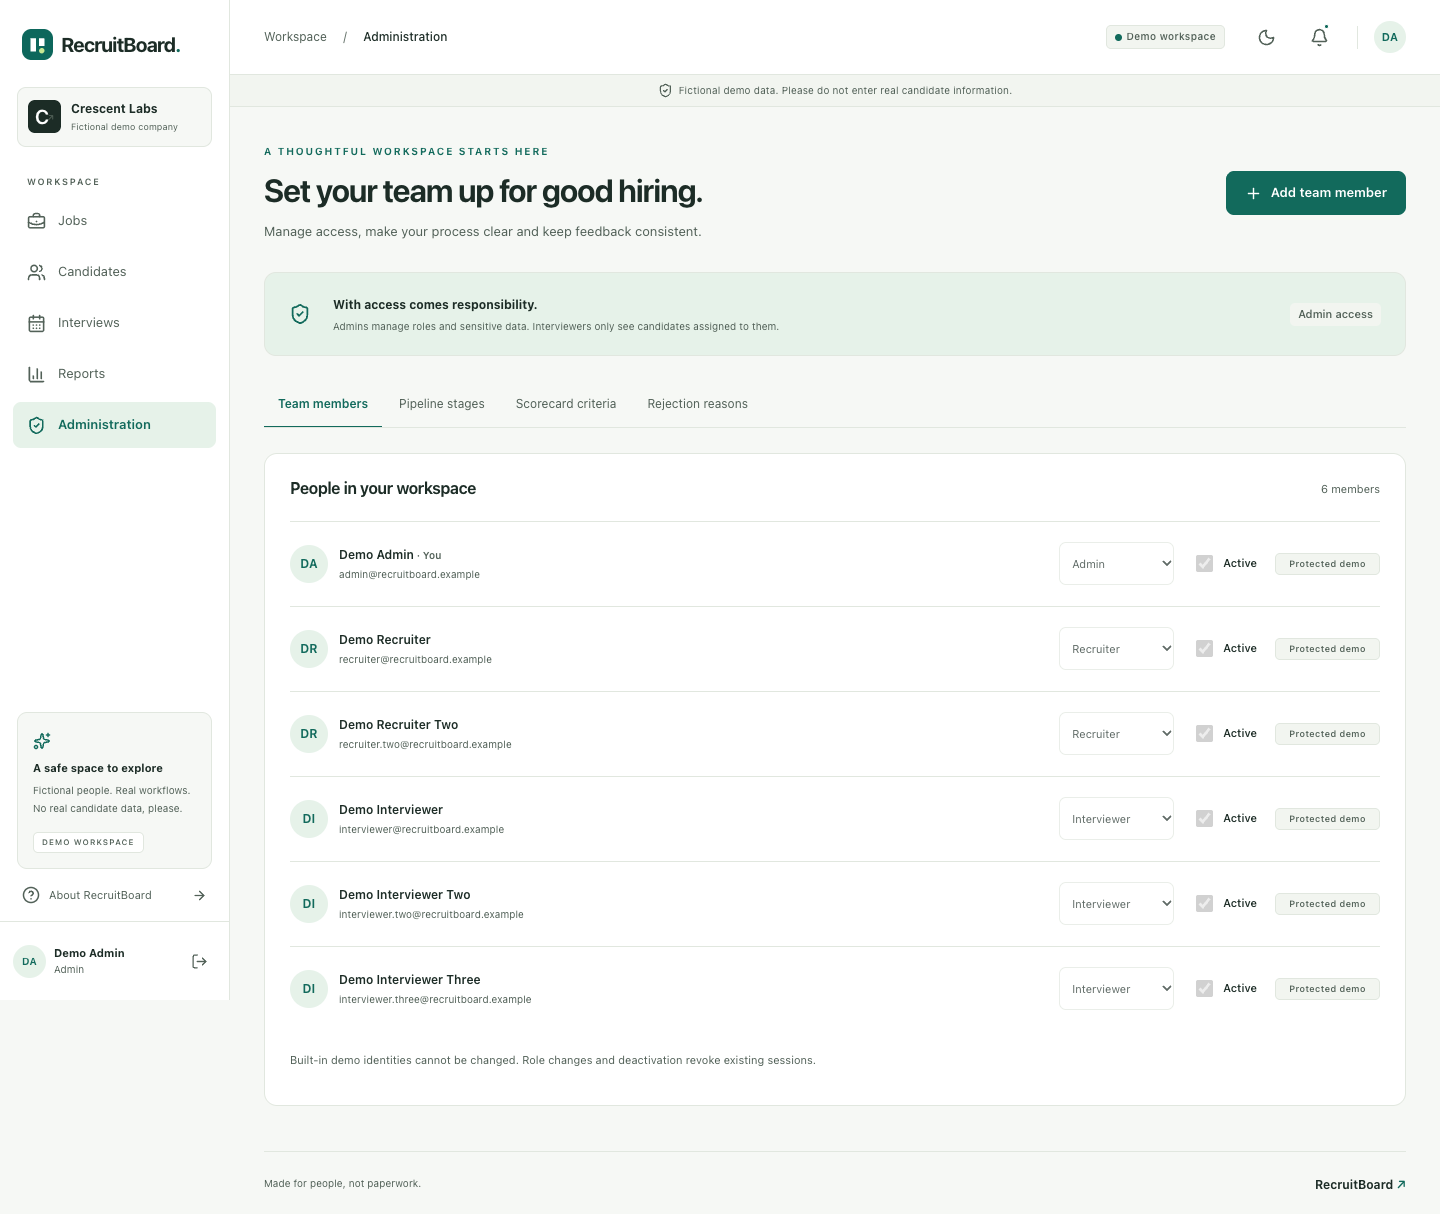 RecruitBoard.
C
Crescent Labs
Fictional demo company
WORKSPACE
Jobs
Candidates
Interviews
Reports
Administration
A safe space to explore
Fictional people. Real workflows.
No real candidate data, please.
DEMO WORKSPACE
About RecruitBoard
DA
Demo Admin
Admin
Workspace / Administration
Demo workspace
DA
Fictional demo data. Please do not enter real candidate information.
A THOUGHTFUL WORKSPACE STARTS HERE
Set your team up for good hiring.
Manage access, make your process clear and keep feedback consistent.
Add team member
With access comes responsibility.
Admins manage roles and sensitive data. Interviewers only see candidates assigned to them.
Admin access
Team members Pipeline stages Scorecard criteria Rejection reasons
People in your workspace
6 members
DA
Demo Admin · You
admin@recruitboard.example
Admin
Active
Protected demo
DR
Demo Recruiter
recruiter@recruitboard.example
Recruiter
Active
Protected demo
DR
Demo Recruiter Two
recruiter.two@recruitboard.example
Recruiter
Active
Protected demo
DI
Demo Interviewer
interviewer@recruitboard.example
Interviewer
Active
Protected demo
DI
Demo Interviewer Two
interviewer.two@recruitboard.example
Interviewer
Active
Protected demo
DI
Demo Interviewer Three
interviewer.three@recruitboard.example
Interviewer
Active
Protected demo
Built-in demo identities cannot be changed. Role changes and deactivation revoke existing sessions.
Made for people, not paperwork.
RecruitBoard